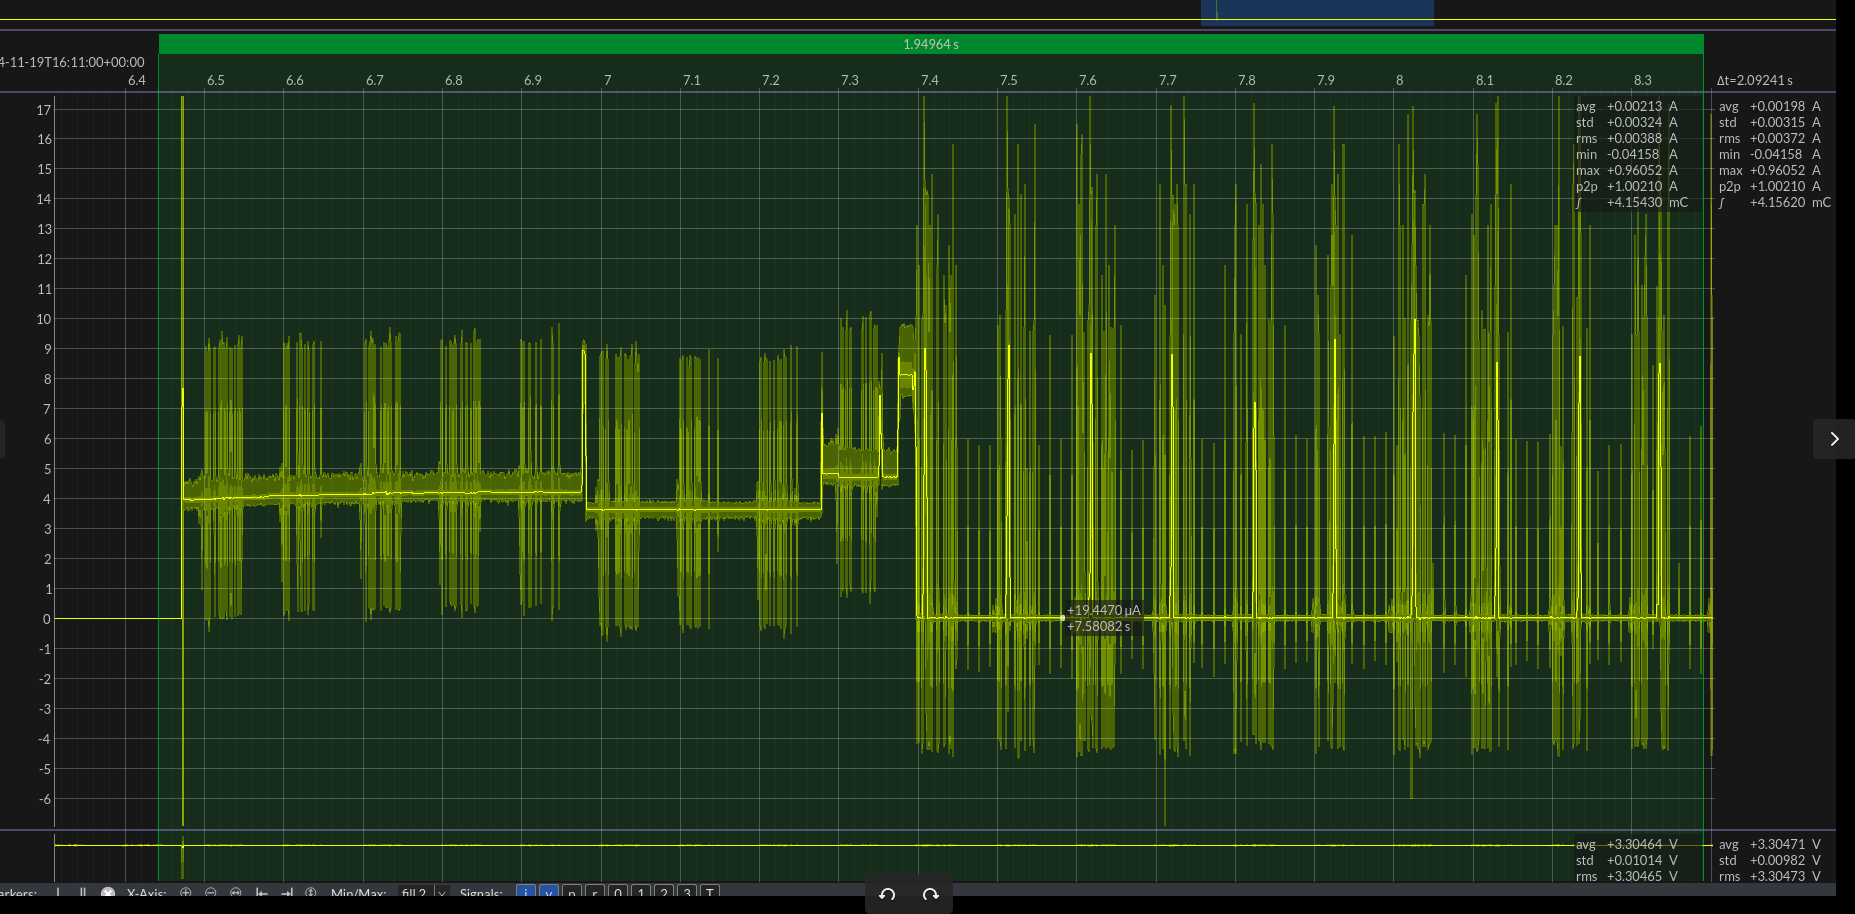 1.94964 s
4-11-19T16:11:00+00:00
6.4 6.5 6.6 6.7 6.8 6.9 7 7.1 7.2 7.3 7.4 7.5 7.6 7.7 7.8 7.9 8 8.1 8.2 8.3 Δt=2.09241 s
17
16
15
14
13
12
11
10
9
8
7
6
5
4
3
2
1
0
-1
-2
-3
-4
-5
-6
avg +0.00213 A avg +0.00198 A
std +0.00324 A std +0.00315 A
rms +0.00388 A rms +0.00372 A
min -0.04158 A min -0.04158 A
max +0.96052 A max +0.96052 A
p2p +1.00210 A p2p +1.00210 A
∫ +4.15430 mC ∫ +4.15620 mC
+19.4470 µA
+7.58082 s
avg +3.30464 V avg +3.30471 V
std +0.01014 V std +0.00982 V
rms +3.30465 V rms +3.30473 V
arkers: X-Axis: Min/Max: fill 2 Signals: i v p r 0 1 2 3 T